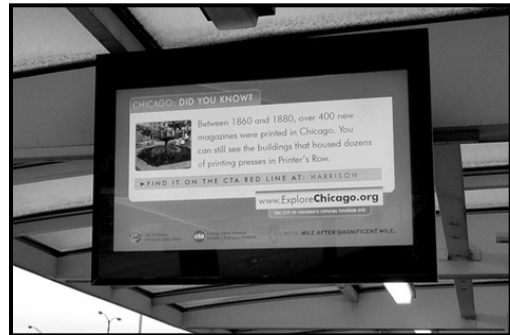 CHICAGO: DID YOU KNOW?
Between 1860 and 1880, over 400 new
magazines were printed in Chicago. You
can still see the buildings that housed dozens
of printing presses in Printer's Row.
►FIND IT ON THE CTA RED LINE AT: HARRISON
www.ExploreChicago.org
THE CITY OF CHICAGO'S OFFICIAL TOURISM SITE
cta
MILE AFTER MAGNIFICENT MILE.